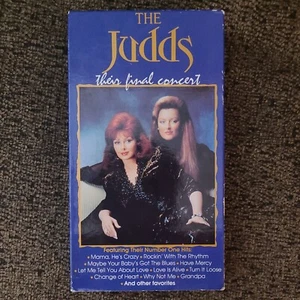 THE
Judds
their final concert
Featuring Their Number One Hits:
• Mama, He's Crazy • Rockin' With The Rhythm
• Maybe Your Baby's Got The Blues • Have Mercy
• Let Me Tell You About Love • Love Is Alive • Turn It Loose
• Change of Heart • Why Not Me • Grandpa
• And other favorites